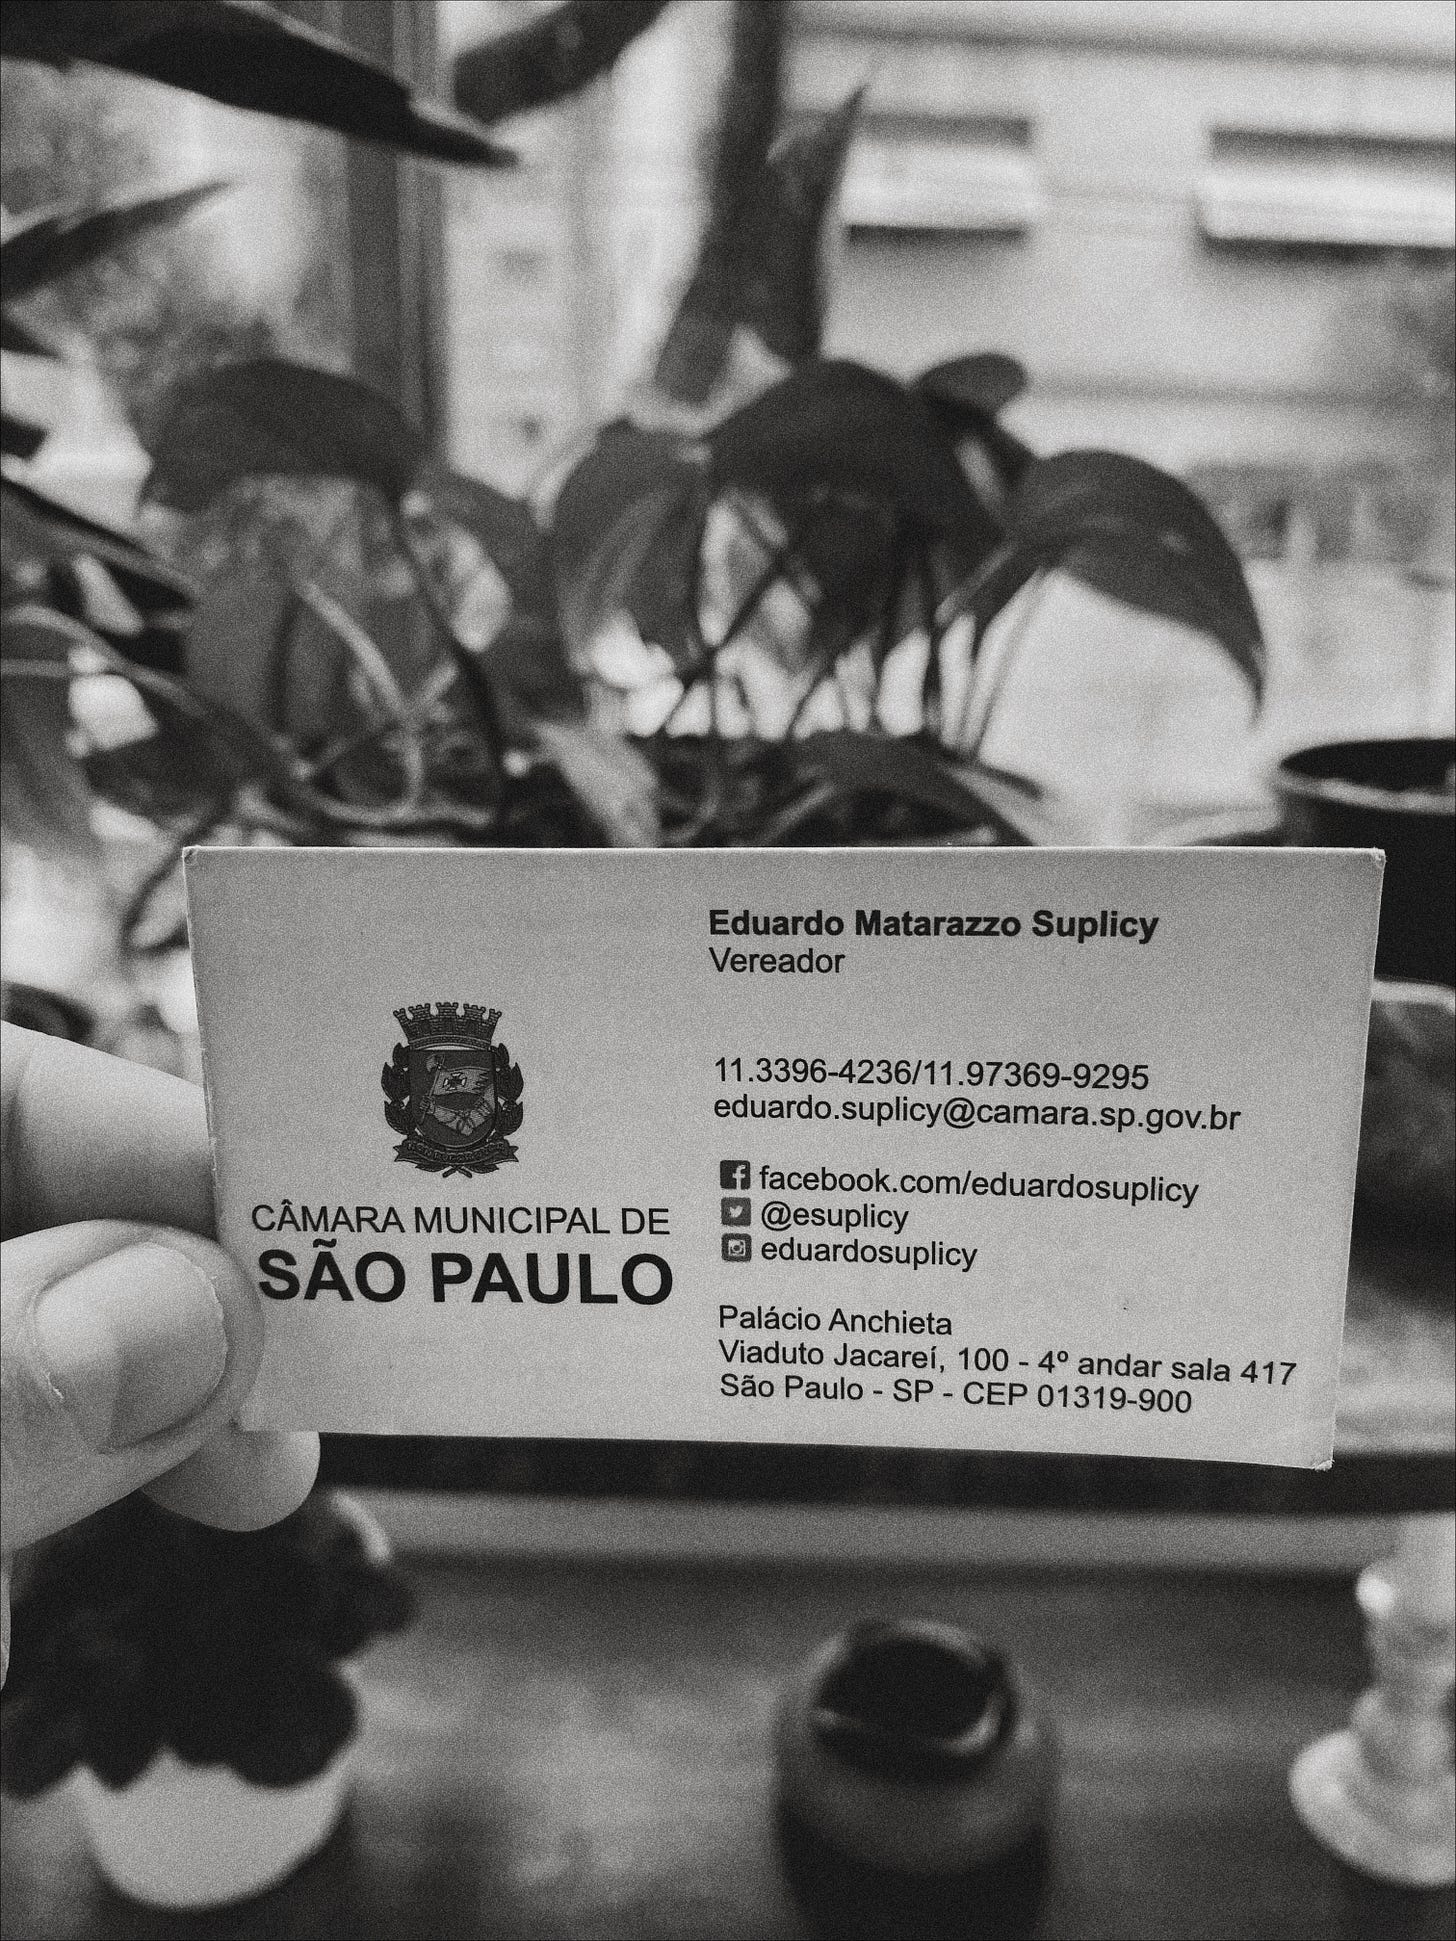 CÂMARA MUNICIPAL DE
SÃO PAULO
Eduardo Matarazzo Suplicy
Vereador
11.3396-4236/11.97369-9295
eduardo.suplicy@camara.sp.gov.br
facebook.com/eduardosuplicy
@esuplicy
eduardosuplicy
Palácio Anchieta
Viaduto Jacareí, 100 - 4º andar sala 417
São Paulo - SP - CEP 01319-900